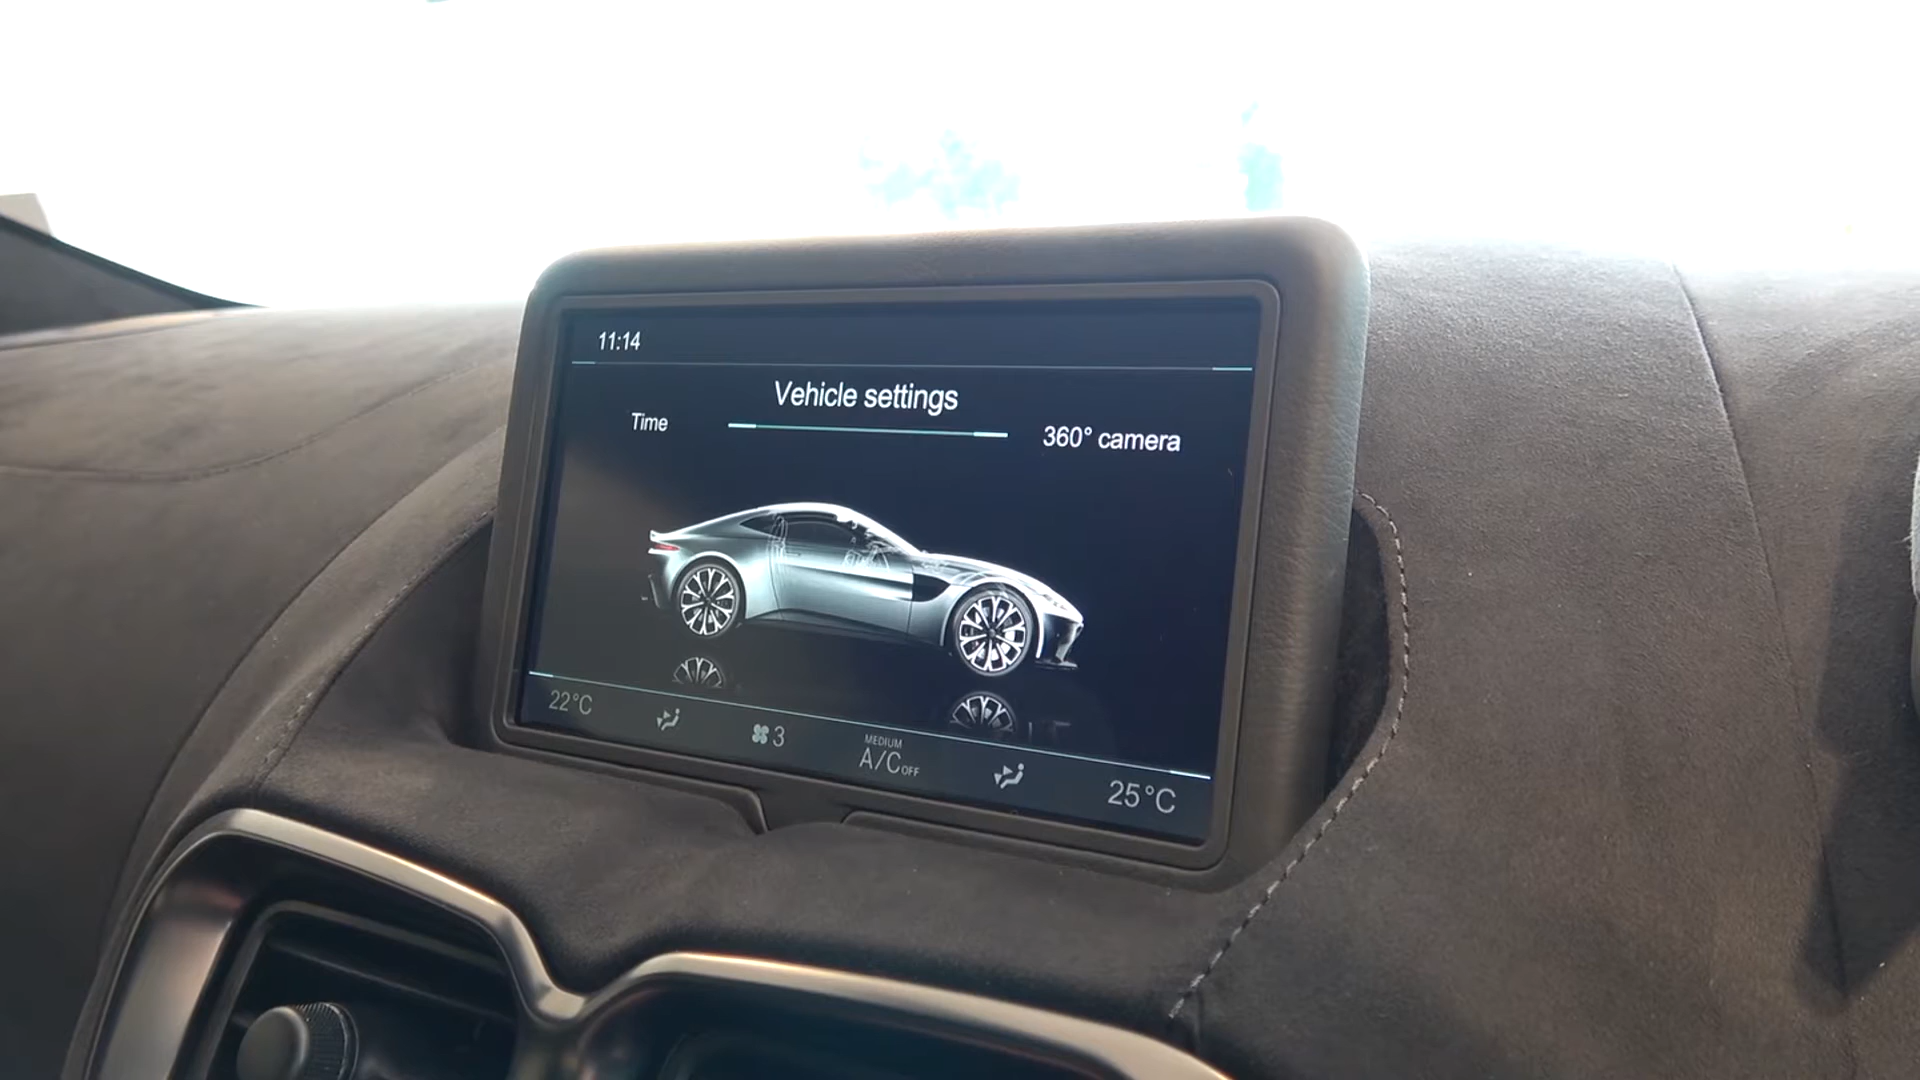 11:14
Vehicle settings
Time
360° camera
22°C
3
MEDIUM
A/C OFF
25°C